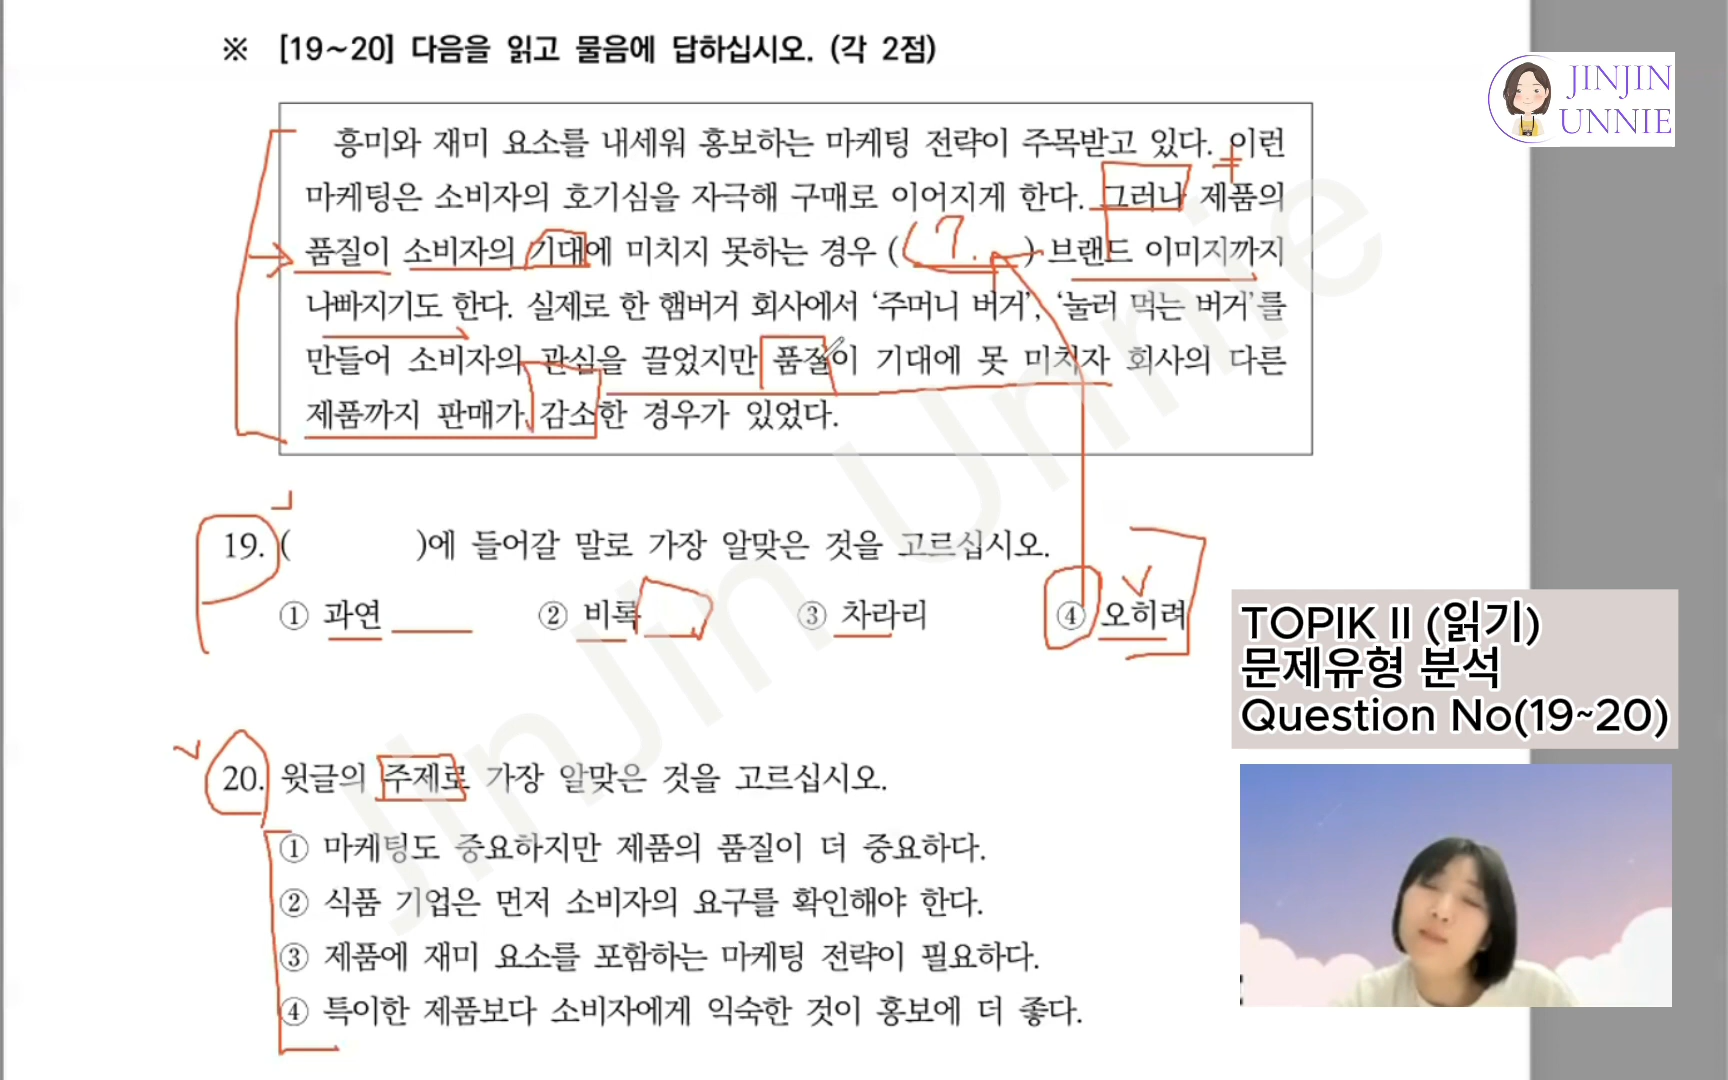 ※ [19~20] 다음을 읽고 물음에 답하십시오. (각 2점)
흥미와 재미 요소를 내세워 홍보하는 마케팅 전략이 주목받고 있다. 이런
마케팅은 소비자의 호기심을 자극해 구매로 이어지게 한다. 그러나 제품의
품질이 소비자의 기대에 미치지 못하는 경우 ( ?. ) 브랜드 이미지까지
나빠지기도 한다. 실제로 한 햄버거 회사에서 ‘주머니 버거’, ‘눌러 먹는 버거’를
만들어 소비자의 관심을 끌었지만 품질이 기대에 못 미치자 회사의 다른
제품까지 판매가 감소한 경우가 있었다.
19. ( )에 들어갈 말로 가장 알맞은 것을 고르십시오.
① 과연 ② 비록 ③ 차라리 ④ 오히려
20. 윗글의 주제로 가장 알맞은 것을 고르십시오.
① 마케팅도 중요하지만 제품의 품질이 더 중요하다.
② 식품 기업은 먼저 소비자의 요구를 확인해야 한다.
③ 제품에 재미 요소를 포함하는 마케팅 전략이 필요하다.
④ 특이한 제품보다 소비자에게 익숙한 것이 홍보에 더 좋다.
JINJIN
UNNIE
TOPIK II (읽기)
문제유형 분석
Question No(19~20)
JinJin Unnie